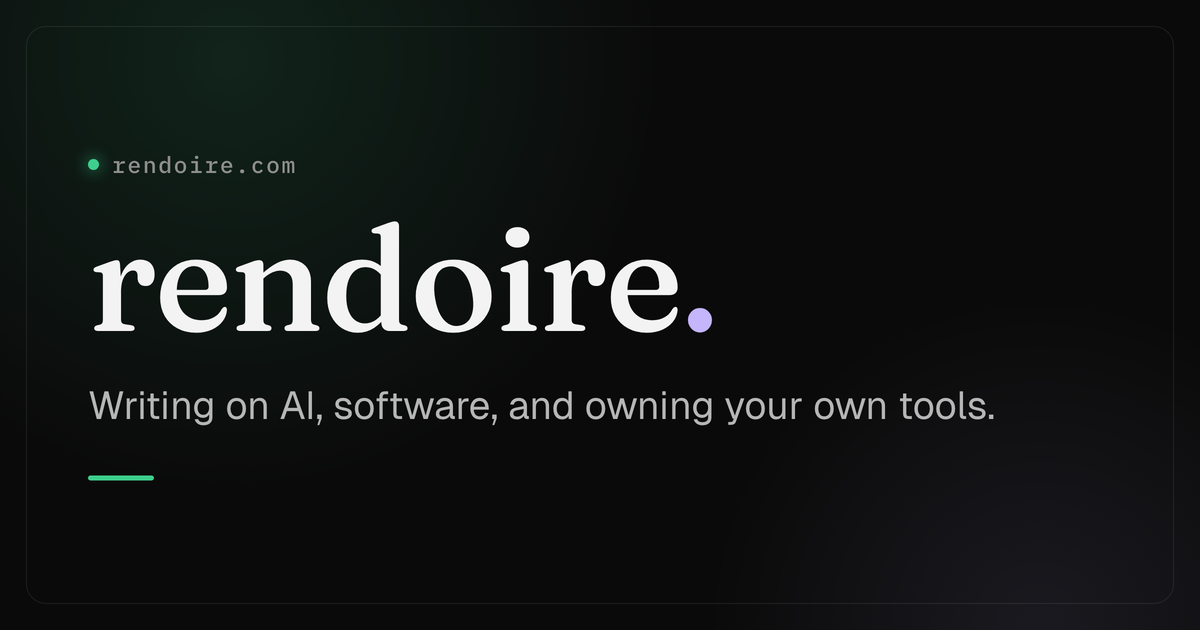 rendoire.com
rendoire.
Writing on AI, software, and owning your own tools.